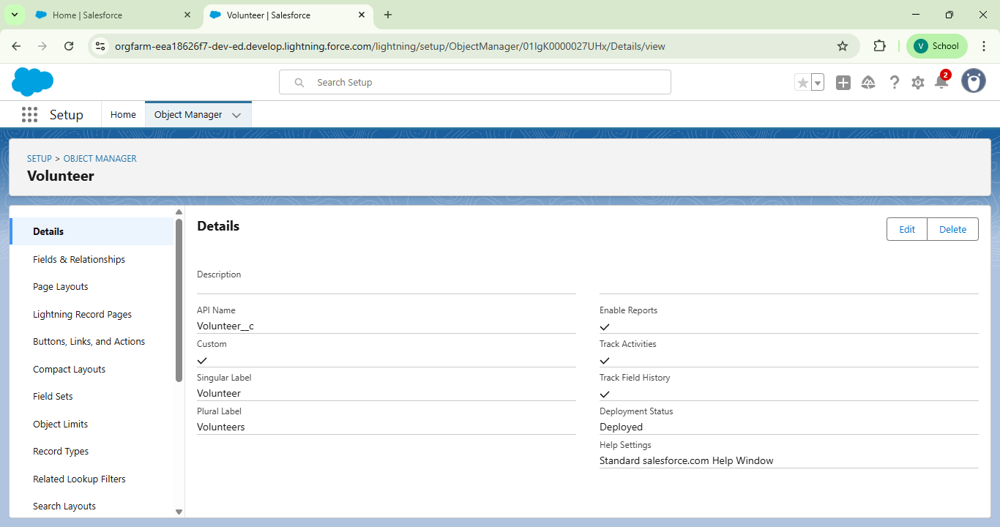 Home | Salesforce
Volunteer | Salesforce
orgfarm-eea18626f7-dev-ed.develop.lightning.force.com/lightning/setup/ObjectManager/01IgK0000027UHx/Details/view
V School
Search Setup
2
Setup
Home
Object Manager
SETUP > OBJECT MANAGER
Volunteer
Details
Fields & Relationships
Page Layouts
Lightning Record Pages
Buttons, Links, and Actions
Compact Layouts
Field Sets
Object Limits
Record Types
Related Lookup Filters
Search Layouts
Details
Edit
Delete
Description
API Name
Volunteer__c
Custom
Singular Label
Volunteer
Plural Label
Volunteers
Enable Reports
Track Activities
Track Field History
Deployment Status
Deployed
Help Settings
Standard salesforce.com Help Window